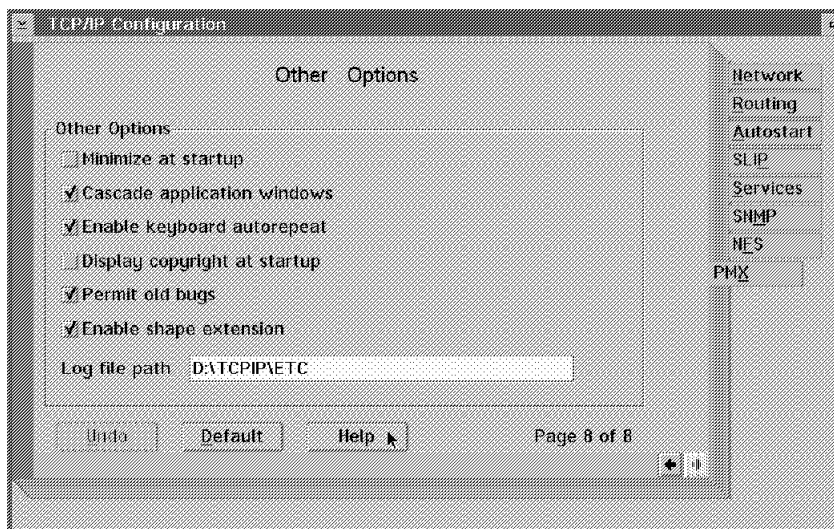 TCP/IP Configuration
Other Options
Network
Routing
Autostart
SLIP
Services
SNMP
NFS
PMX
Other Options
Minimize at startup
Cascade application windows
Enable keyboard autorepeat
Display copyright at startup
Permit old bugs
Enable shape extension
Log file path D:\TCPIP\ETC
Undo Default Help Page 8 of 8